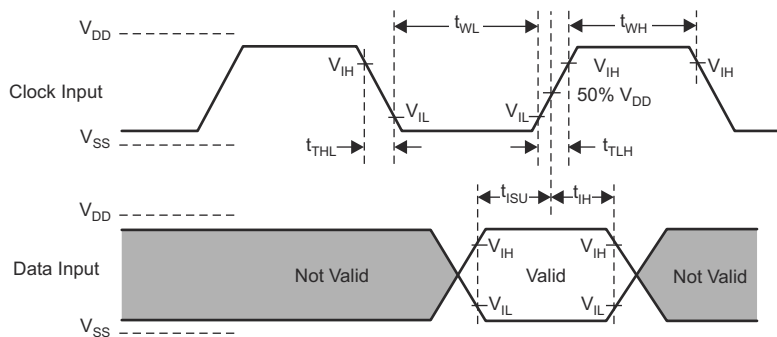 V_DD
t_WL
t_WH
V_IH
V_IH
V_IH
Clock Input
50% V_DD
V_IL
V_IL
V_SS
t_THL
t_TLH
t_ISU
t_IH
V_DD
V_IH
V_IH
Data Input
Not Valid
Valid
Not Valid
V_IL
V_IL
V_SS